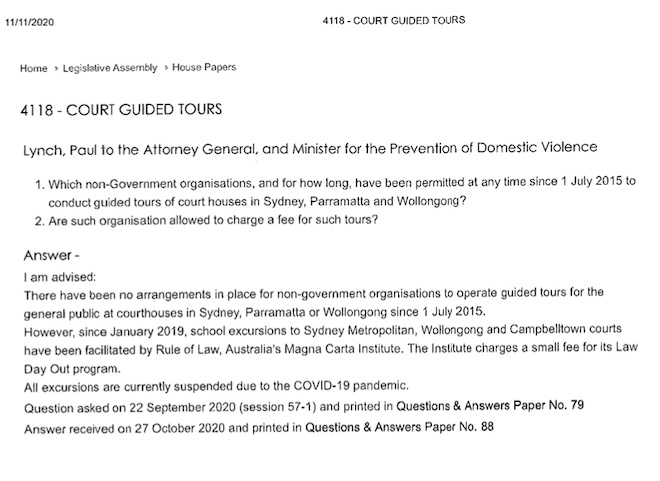 11/11/2020 4118 - COURT GUIDED TOURS
Home > Legislative Assembly > House Papers
4118 - COURT GUIDED TOURS
Lynch, Paul to the Attorney General, and Minister for the Prevention of Domestic Violence
1. Which non-Government organisations, and for how long, have been permitted at any time since 1 July 2015 to
conduct guided tours of court houses in Sydney, Parramatta and Wollongong?
2. Are such organisation allowed to charge a fee for such tours?
Answer -
I am advised:
There have been no arrangements in place for non-government organisations to operate guided tours for the
general public at courthouses in Sydney, Parramatta or Wollongong since 1 July 2015.
However, since January 2019, school excursions to Sydney Metropolitan, Wollongong and Campbelltown courts
have been facilitated by Rule of Law, Australia's Magna Carta Institute. The Institute charges a small fee for its Law
Day Out program.
All excursions are currently suspended due to the COVID-19 pandemic.
Question asked on 22 September 2020 (session 57-1) and printed in Questions & Answers Paper No. 79
Answer received on 27 October 2020 and printed in Questions & Answers Paper No. 88